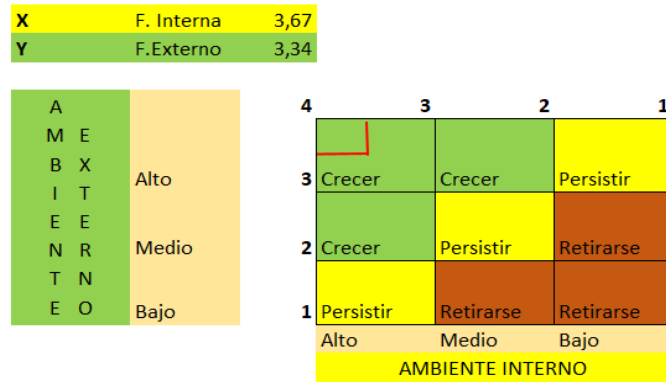 X F. Interna 3,67
Y F.Externo 3,34
4 3 2 1
A
M E
B X
I T
E E
N R
T N
E O
Alto
Medio
Bajo
3 Crecer Crecer Persistir
2 Crecer Persistir Retirarse
1 Persistir Retirarse Retirarse
Alto Medio Bajo
AMBIENTE INTERNO